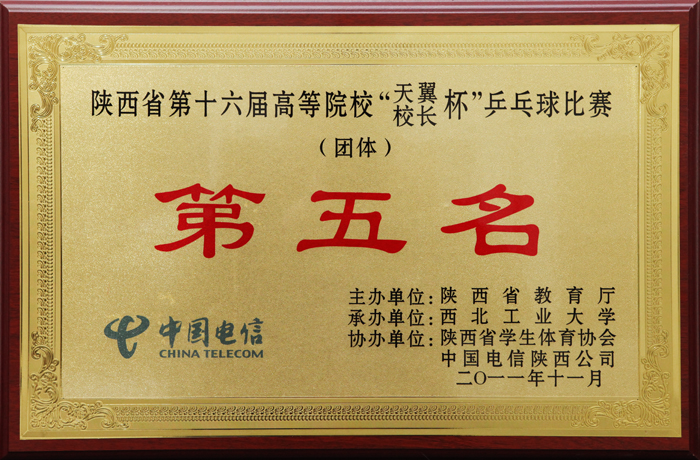 陕西省第十六届高等院校“天翼校长杯”乒乓球比赛
（团体）
第五名
主办单位：陕西省教育厅
承办单位：西北工业大学
协办单位：陕西省学生体育协会
中国电信陕西公司
二〇一一年十一月
中国电信
CHINA TELECOM